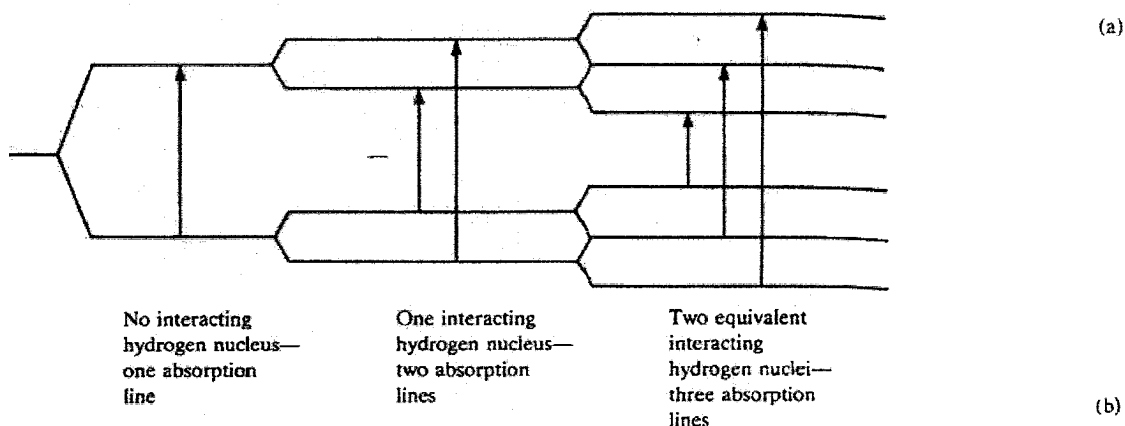 (a)
No interacting
hydrogen nucleus—
one absorption
line
One interacting
hydrogen nucleus—
two absorption
lines
Two equivalent
interacting
hydrogen nuclei—
three absorption
lines
(b)